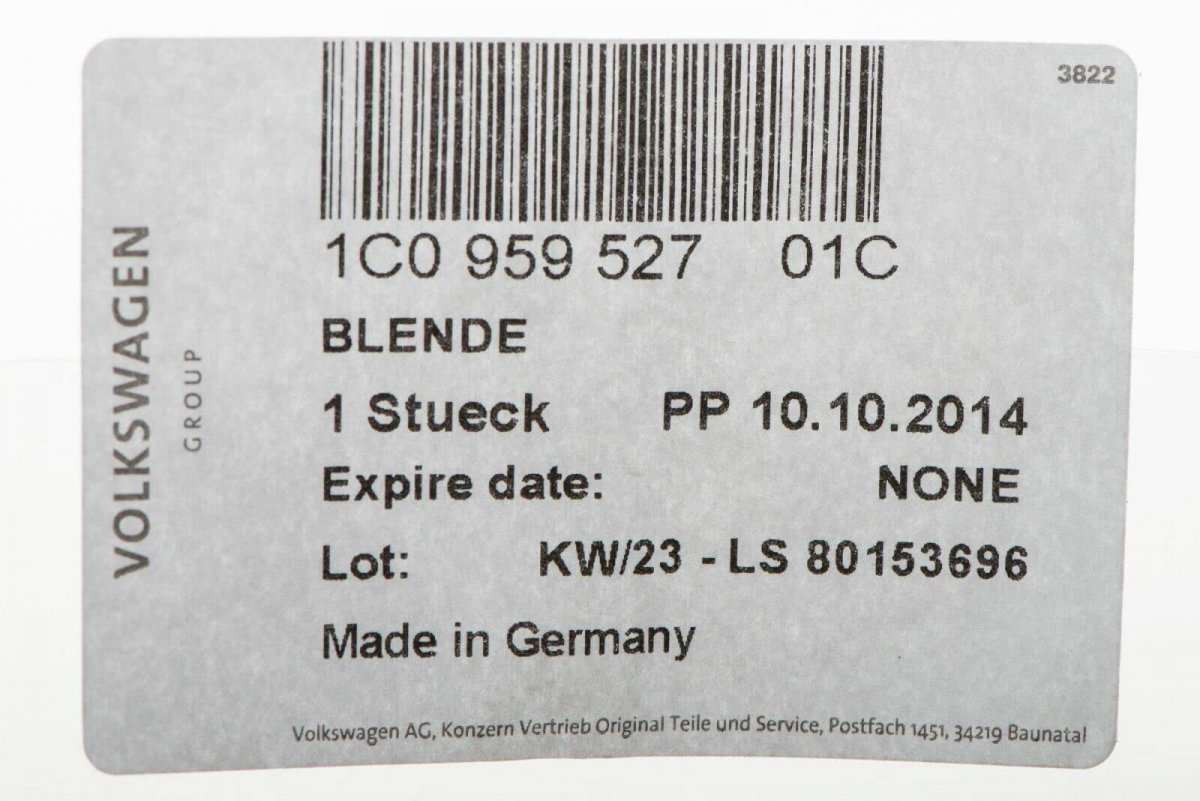 3822
1C0 959 527 01C
BLENDE
1 Stueck PP 10.10.2014
Expire date: NONE
Lot: KW/23 - LS 80153696
Made in Germany
Volkswagen AG, Konzern Vertrieb Original Teile und Service, Postfach 1451, 34219 Baunatal
VOLKSWAGEN
GROUP